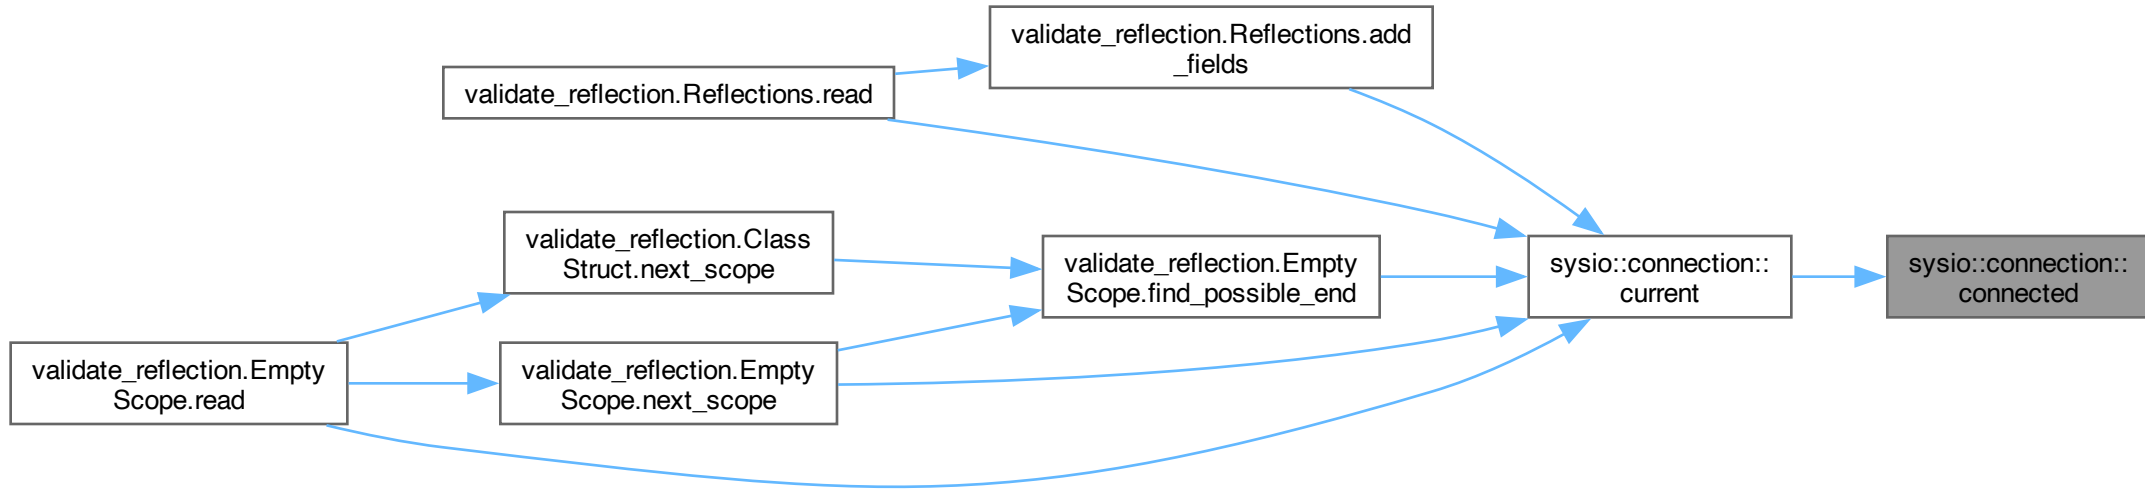 validate_reflection.Reflections.add
_fields
validate_reflection.Reflections.read
validate_reflection.Class
Struct.next_scope
validate_reflection.Empty
Scope.find_possible_end
sysio::connection::
current
sysio::connection::
connected
validate_reflection.Empty
Scope.read
validate_reflection.Empty
Scope.next_scope